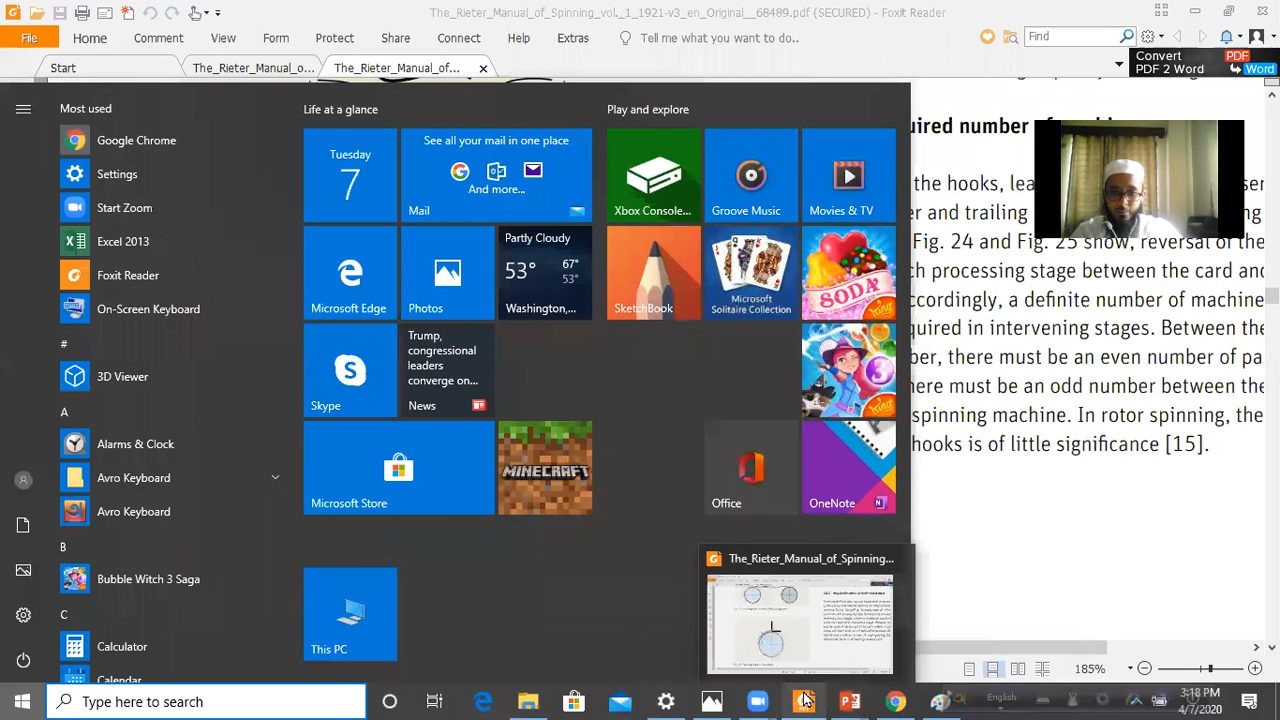 The_Rieter_Manual_of_Spinning_vol._1_1921-v3_en_Original__68489.pdf (SECURED) - Foxit Reader
File Home Comment View Form Protect Share Connect Help Extras Tell me what you want to do... Find
Start The_Rieter_Manual_o... The_Rieter_Manual_of...
Convert PDF
PDF 2 Word Word
Most used
Google Chrome
Settings
Start Zoom
Excel 2013
Foxit Reader
On-Screen Keyboard
#
3D Viewer
A
Alarms & Clock
Avro Keyboard
Avro Keyboard
B
Bubble Witch 3 Saga
C
Calculator
Calendar
Life at a glance
Tuesday
7
See all your mail in one place
And more...
Mail
Microsoft Edge
Photos
Partly Cloudy
53° 67°
53°
Washington,...
Skype
Trump,
congressional
leaders
converge on...
News
Microsoft Store
MINECRAFT
This PC
Play and explore
Xbox Console...
Groove Music
Movies & TV
SketchBook
Microsoft
Solitaire Collection
SODA
King
3
King
Office
OneNote
uired number
the hooks, lea
er and trailing
Fig. 24 and Fig. 25 show, reversal of the
ch processing stage between the card and
ccordingly, a definite number of machine
quired in intervening stages. Between the
ber, there must be an even number of pa
here must be an odd number between the
spinning machine. In rotor spinning, the
hooks is of little significance [15].
The_Rieter_Manual_of_Spinning...
185%
Type here to search
English
3:18 PM
4/7/2020